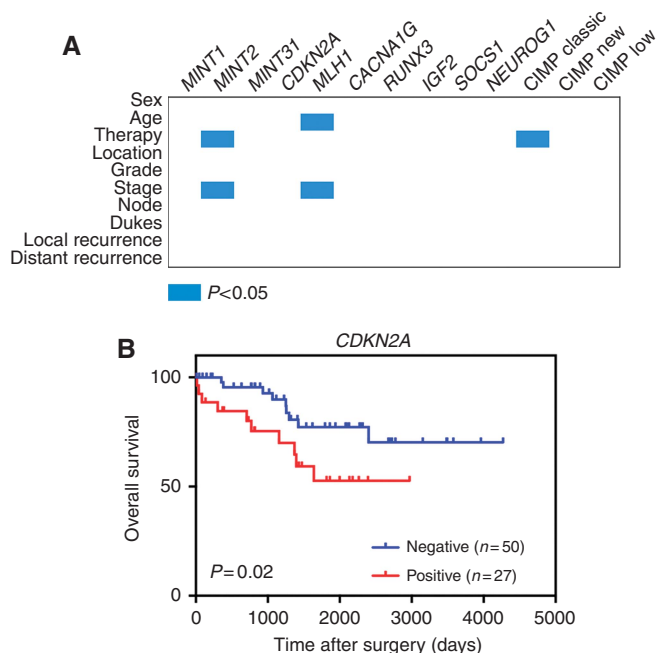 A
MINT1
MINT2
MINT31
CDKN2A
MLH1
CACNA1G
RUNX3
IGF2
SOCS1
NEUROG1
CIMP classic
CIMP new
CIMP low
Sex
Age
Therapy
Location
Grade
Stage
Node
Dukes
Local recurrence
Distant recurrence
P<0.05
B
CDKN2A
100
50
0
Overall survival
Negative (n=50)
Positive (n=27)
P=0.02
0 1000 2000 3000 4000 5000
Time after surgery (days)